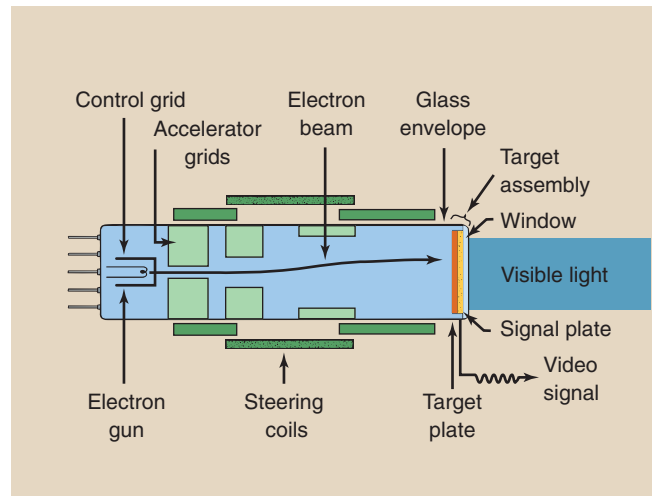 Control grid
Accelerator
grids
Electron
beam
Glass
envelope
Target
assembly
Window
Visible light
Signal plate
Video
signal
Electron
gun
Steering
coils
Target
plate